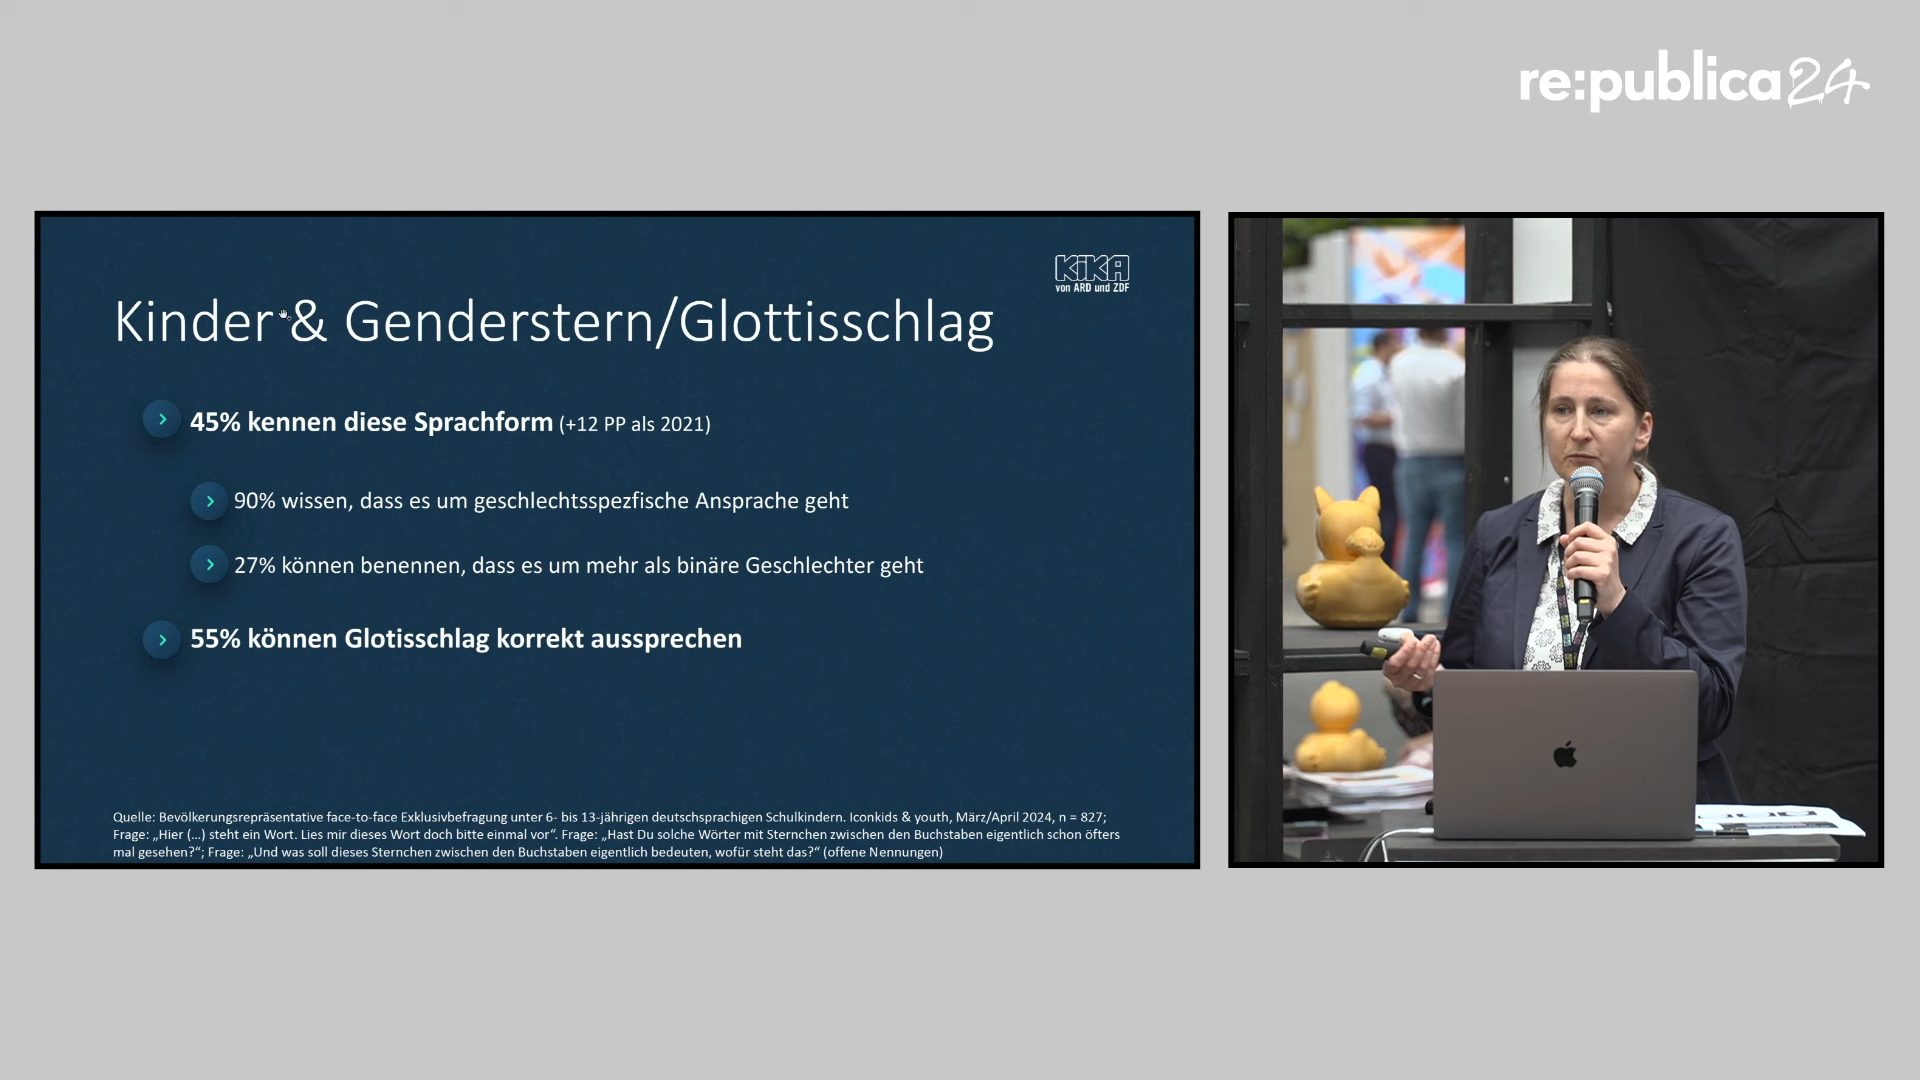 re:publica24
KiKA
von ARD und ZDF
Kinder & Genderstern/Glottisschlag
45% kennen diese Sprachform (+12 PP als 2021)
90% wissen, dass es um geschlechtsspezfische Ansprache geht
27% können benennen, dass es um mehr als binäre Geschlechter geht
55% können Glotisschlag korrekt aussprechen
Quelle: Bevölkerungsrepräsentative face-to-face Exklusivbefragung unter 6- bis 13-jährigen deutschsprachigen Schulkindern. Iconkids & youth, März/April 2024, n = 827;
Frage: „Hier (...) steht ein Wort. Lies mir dieses Wort doch bitte einmal vor“. Frage: „Hast Du solche Wörter mit Sternchen zwischen den Buchstaben eigentlich schon öfters
mal gesehen?“; Frage: „Und was soll dieses Sternchen zwischen den Buchstaben eigentlich bedeuten, wofür steht das?“ (offene Nennungen)